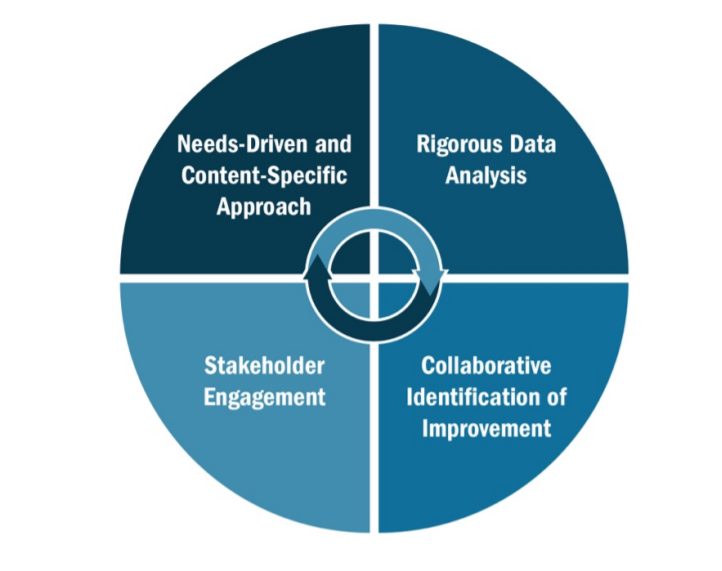 Needs-Driven and
Content-Specific
Approach
Rigorous Data
Analysis
Stakeholder
Engagement
Collaborative
Identification of
Improvement